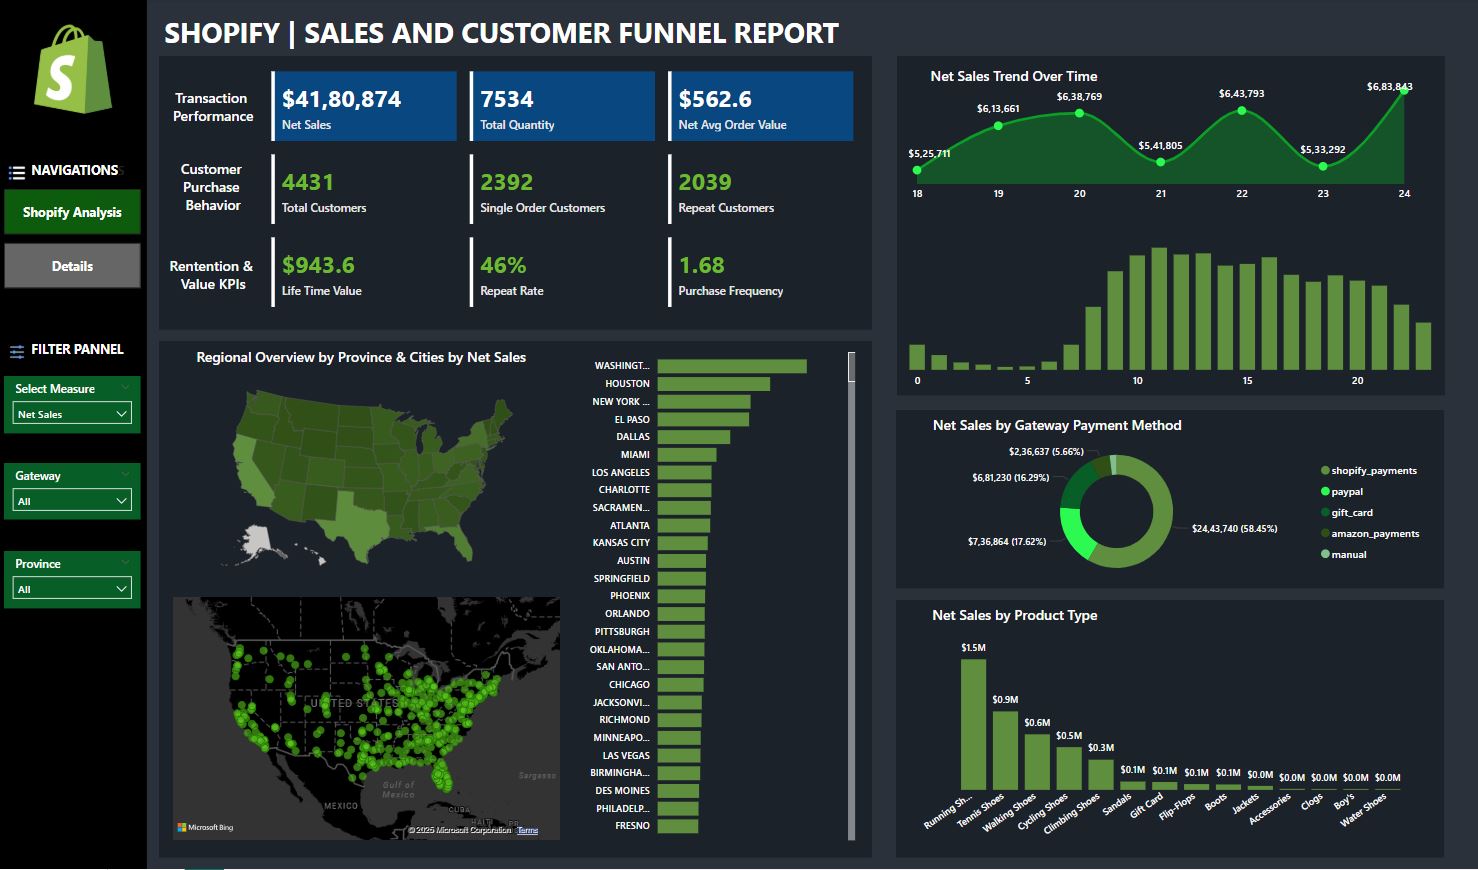 SHOPIFY | SALES AND CUSTOMER FUNNEL REPORT
S
NAVIGATIONS
Shopify Analysis
Details
FILTER PANNEL
Select Measure
Net Sales
Gateway
All
Province
All
Transaction
Performance
$41,80,874
Net Sales
7534
Total Quantity
$562.6
Net Avg Order Value
Customer
Purchase
Behavior
4431
Total Customers
2392
Single Order Customers
2039
Repeat Customers
Rentention &
Value KPIs
$943.6
Life Time Value
46%
Repeat Rate
1.68
Purchase Frequency
Regional Overview by Province & Cities by Net Sales
UNITED STATES
MEXICO
Gulf of
Mexico
CUBA
HAITI
PR
Sargasso
Microsoft Bing
© 2025 Microsoft Corporation Terms
WASHINGT...
HOUSTON
NEW YORK ...
EL PASO
DALLAS
MIAMI
LOS ANGELES
CHARLOTTE
SACRAMEN...
ATLANTA
KANSAS CITY
AUSTIN
SPRINGFIELD
PHOENIX
ORLANDO
PITTSBURGH
OKLAHOMA...
SAN ANTO...
CHICAGO
JACKSONVI...
RICHMOND
MINNEAPO...
LAS VEGAS
BIRMINGHA...
DES MOINES
PHILADELP...
FRESNO
Net Sales Trend Over Time
$5,25,711
$6,13,661
$6,38,769
$5,41,805
$6,43,793
$5,33,292
$6,83,843
18 19 20 21 22 23 24
0 5 10 15 20
Net Sales by Gateway Payment Method
$2,36,637 (5.66%)
$6,81,230 (16.29%)
$7,36,864 (17.62%)
$24,43,740 (58.45%)
shopify_payments
paypal
gift_card
amazon_payments
manual
Net Sales by Product Type
$1.5M
$0.9M
$0.6M
$0.5M
$0.3M
$0.1M
$0.1M
$0.1M
$0.1M
$0.0M
$0.0M
$0.0M
$0.0M
$0.0M
Running Sh...
Tennis Shoes
Walking Shoes
Cycling Shoes
Climbing Shoes
Sandals
Gift Card
Flip-Flops
Boots
Jackets
Accessories
Clogs
Boy's
Water Shoes